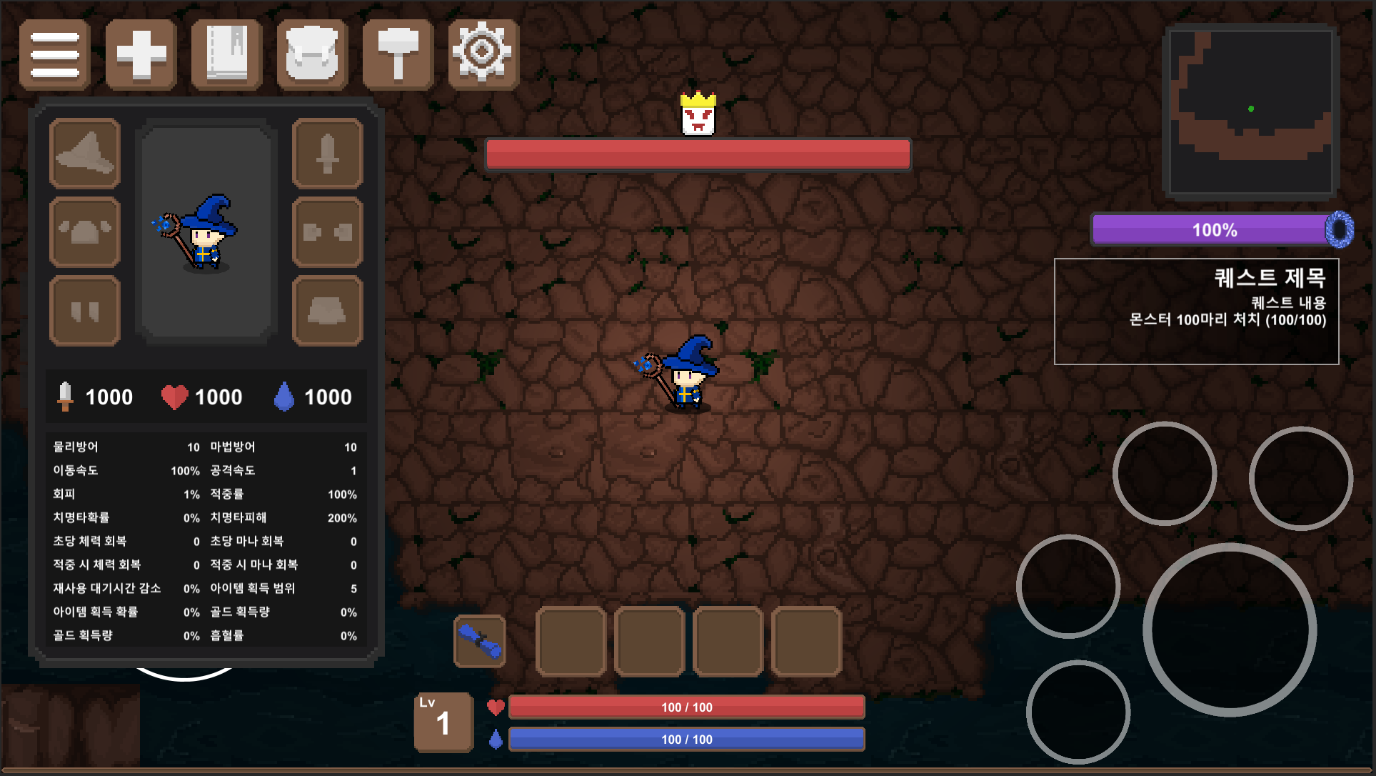 100%
퀘스트 제목
퀘스트 내용
몬스터 100마리 처치 (100/100)
1000 1000 1000
물리방어 10 마법방어 10
이동속도 100% 공격속도 1
회피 1% 적중률 100%
치명타확률 0% 치명타피해 200%
초당 체력 회복 0 초당 마나 회복 0
적중 시 체력 회복 0 적중 시 마나 회복 0
재사용 대기시간 감소 0% 아이템 획득 범위 5
아이템 획득 확률 0% 골드 획득량 0%
골드 획득량 0% 흡혈률 0%
Lv
1
100 / 100
100 / 100